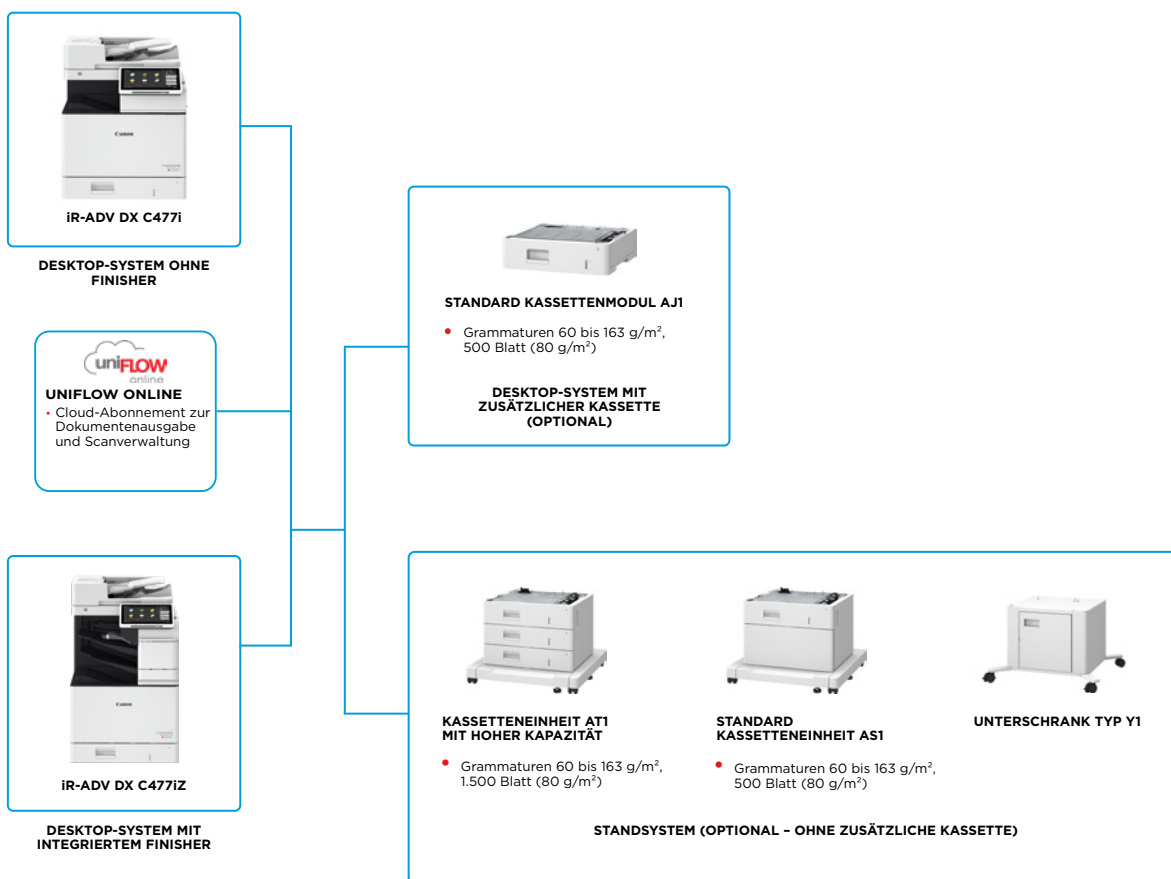 Canon
iR-ADV DX C477i
DESKTOP-SYSTEM OHNE
FINISHER
uniFLOW
online
UNIFLOW ONLINE
• Cloud-Abonnement zur
Dokumentenausgabe
und Scanverwaltung
Canon
iR-ADV DX C477iZ
DESKTOP-SYSTEM MIT
INTEGRIERTEM FINISHER
STANDARD KASSETTENMODUL AJ1
• Grammaturen 60 bis 163 g/m²,
500 Blatt (80 g/m²)
DESKTOP-SYSTEM MIT
ZUSÄTZLICHER KASSETTE
(OPTIONAL)
KASSETTENEINHEIT AT1
MIT HOHER KAPAZITÄT
• Grammaturen 60 bis 163 g/m²,
1.500 Blatt (80 g/m²)
STANDARD
KASSETTENEINHEIT AS1
• Grammaturen 60 bis 163 g/m²,
500 Blatt (80 g/m²)
UNTERSCHRANK TYP Y1
STANDSYSTEM (OPTIONAL – OHNE ZUSÄTZLICHE KASSETTE)